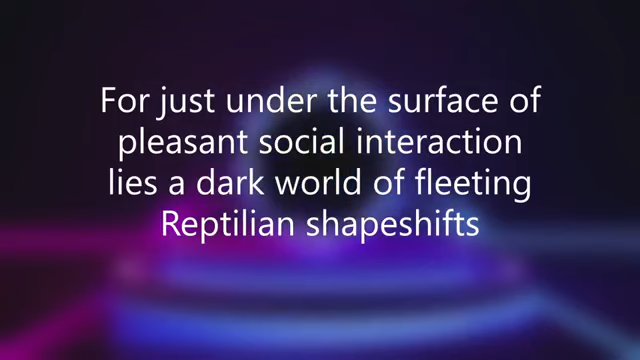 For just under the surface of
pleasant social interaction
lies a dark world of fleeting
Reptilian shapeshifts